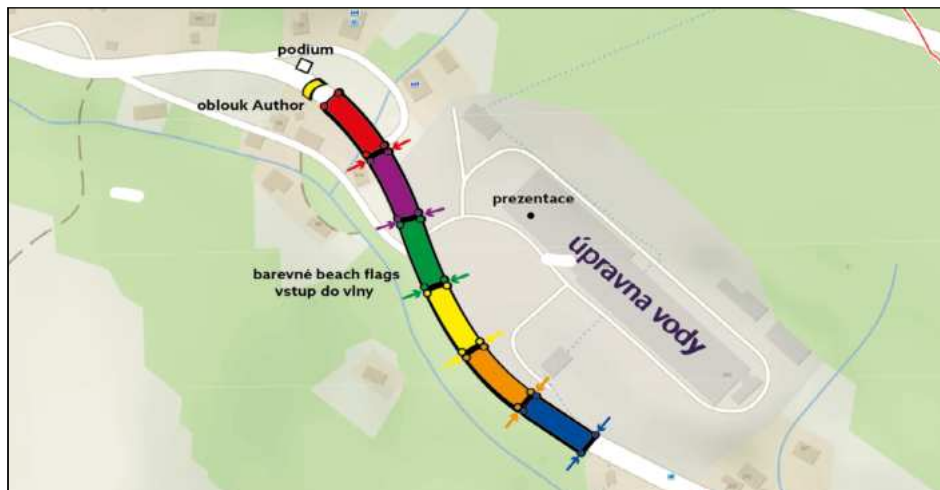 podium
oblouk Author
prezentace
úpravna vody
barevné beach flags
vstup do vlny